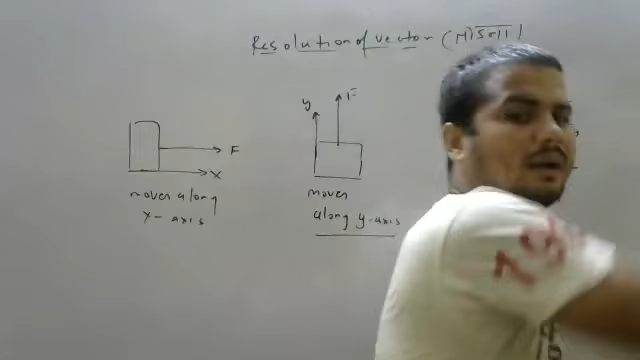 Resolution of vector (
y
F
F
X
moves along
x-axis
moves
along y-axis